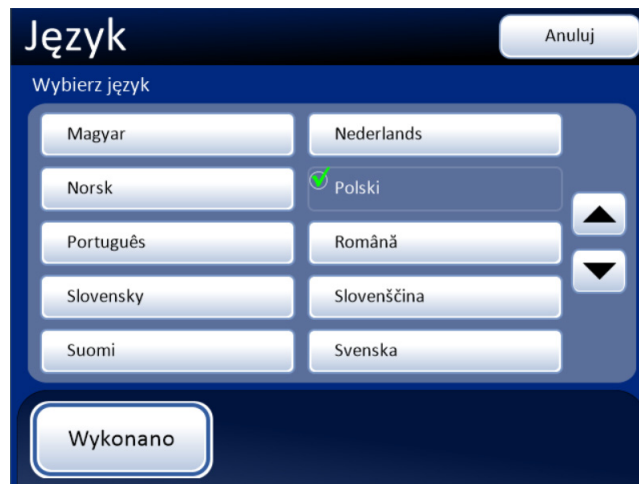 Język
Anuluj
Wybierz język
Magyar
Nederlands
Norsk
Polski
Português
Română
Slovensky
Slovenščina
Suomi
Svenska
Wykonano